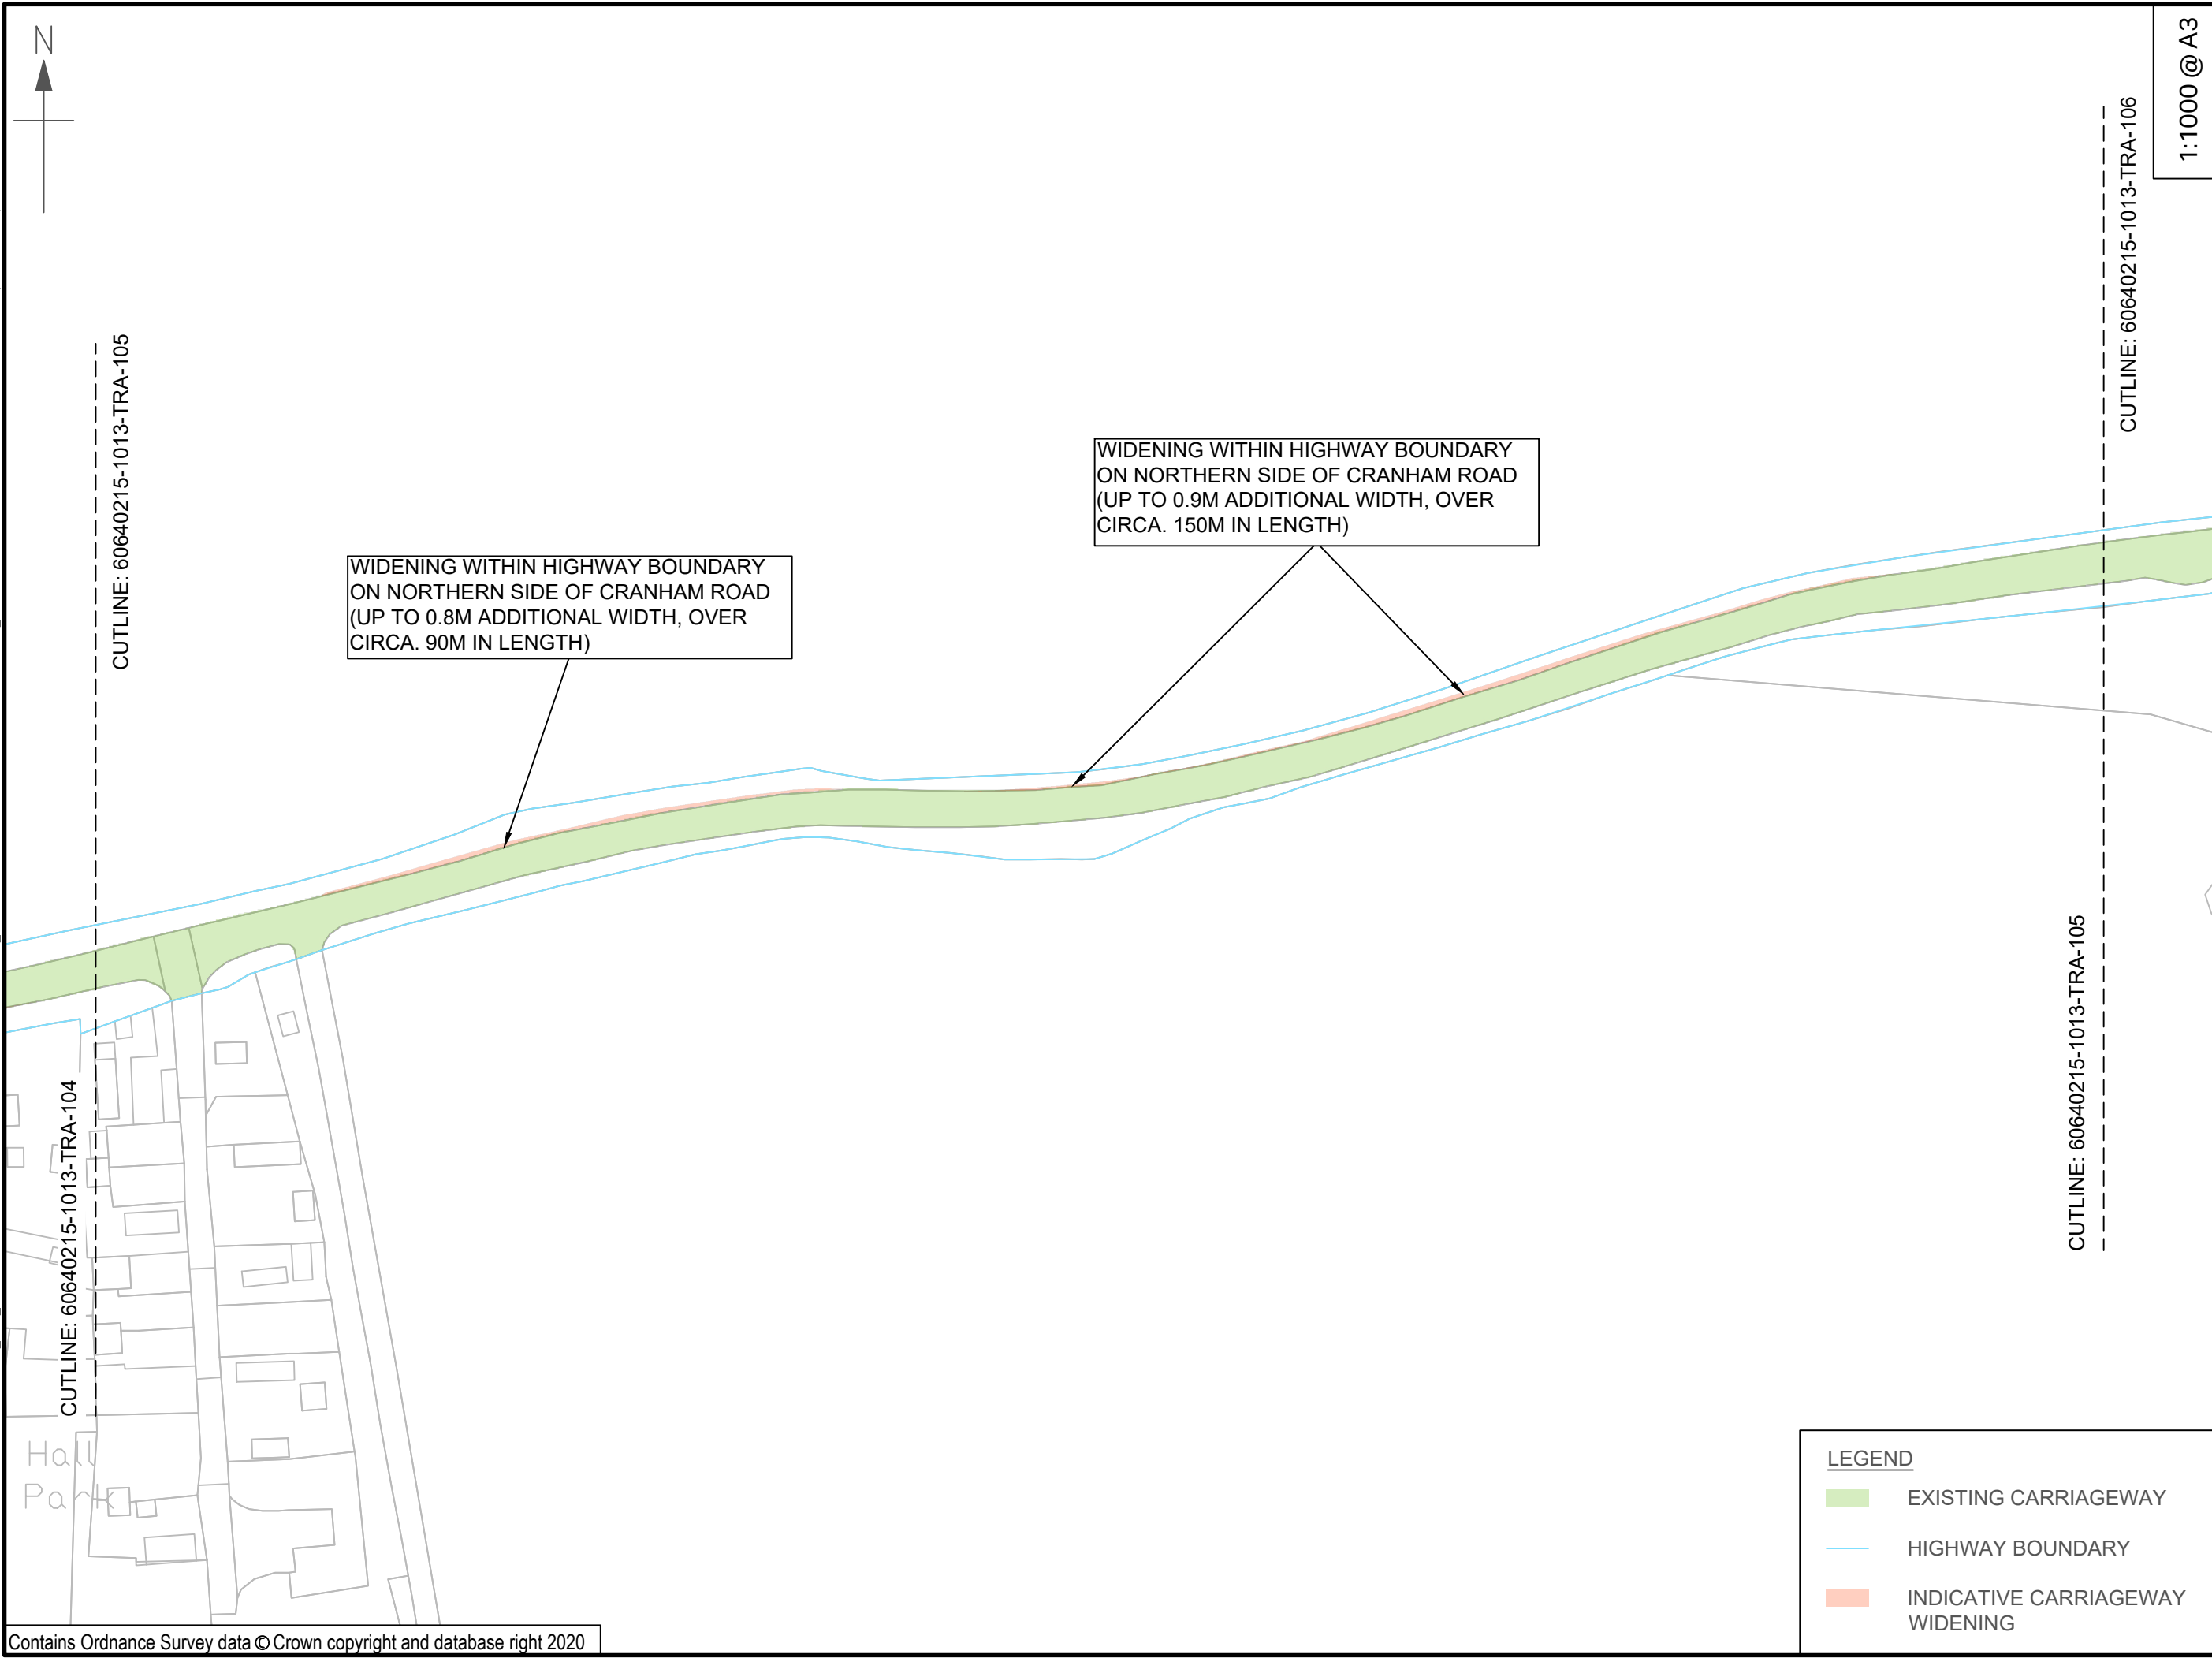 N
1:1000 @ A3
CUTLINE: 60640215-1013-TRA-106
CUTLINE: 60640215-1013-TRA-105
WIDENING WITHIN HIGHWAY BOUNDARY
ON NORTHERN SIDE OF CRANHAM ROAD
(UP TO 0.9M ADDITIONAL WIDTH, OVER
CIRCA. 150M IN LENGTH)
WIDENING WITHIN HIGHWAY BOUNDARY
ON NORTHERN SIDE OF CRANHAM ROAD
(UP TO 0.8M ADDITIONAL WIDTH, OVER
CIRCA. 90M IN LENGTH)
CUTLINE: 60640215-1013-TRA-104
CUTLINE: 60640215-1013-TRA-105
Hall
Park
LEGEND
EXISTING CARRIAGEWAY
HIGHWAY BOUNDARY
INDICATIVE CARRIAGEWAY
WIDENING
Contains Ordnance Survey data © Crown copyright and database right 2020